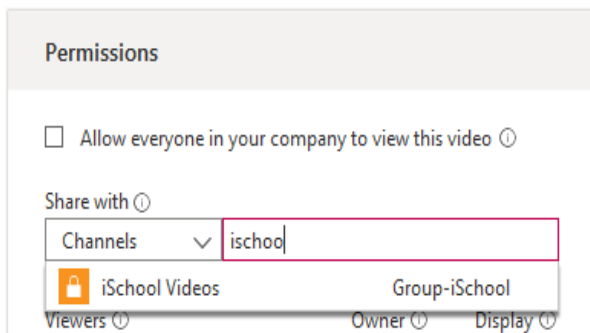 Permissions
Allow everyone in your company to view this video
Share with
Channels ischoo
iSchool Videos Group-iSchool
Viewers Owner Display